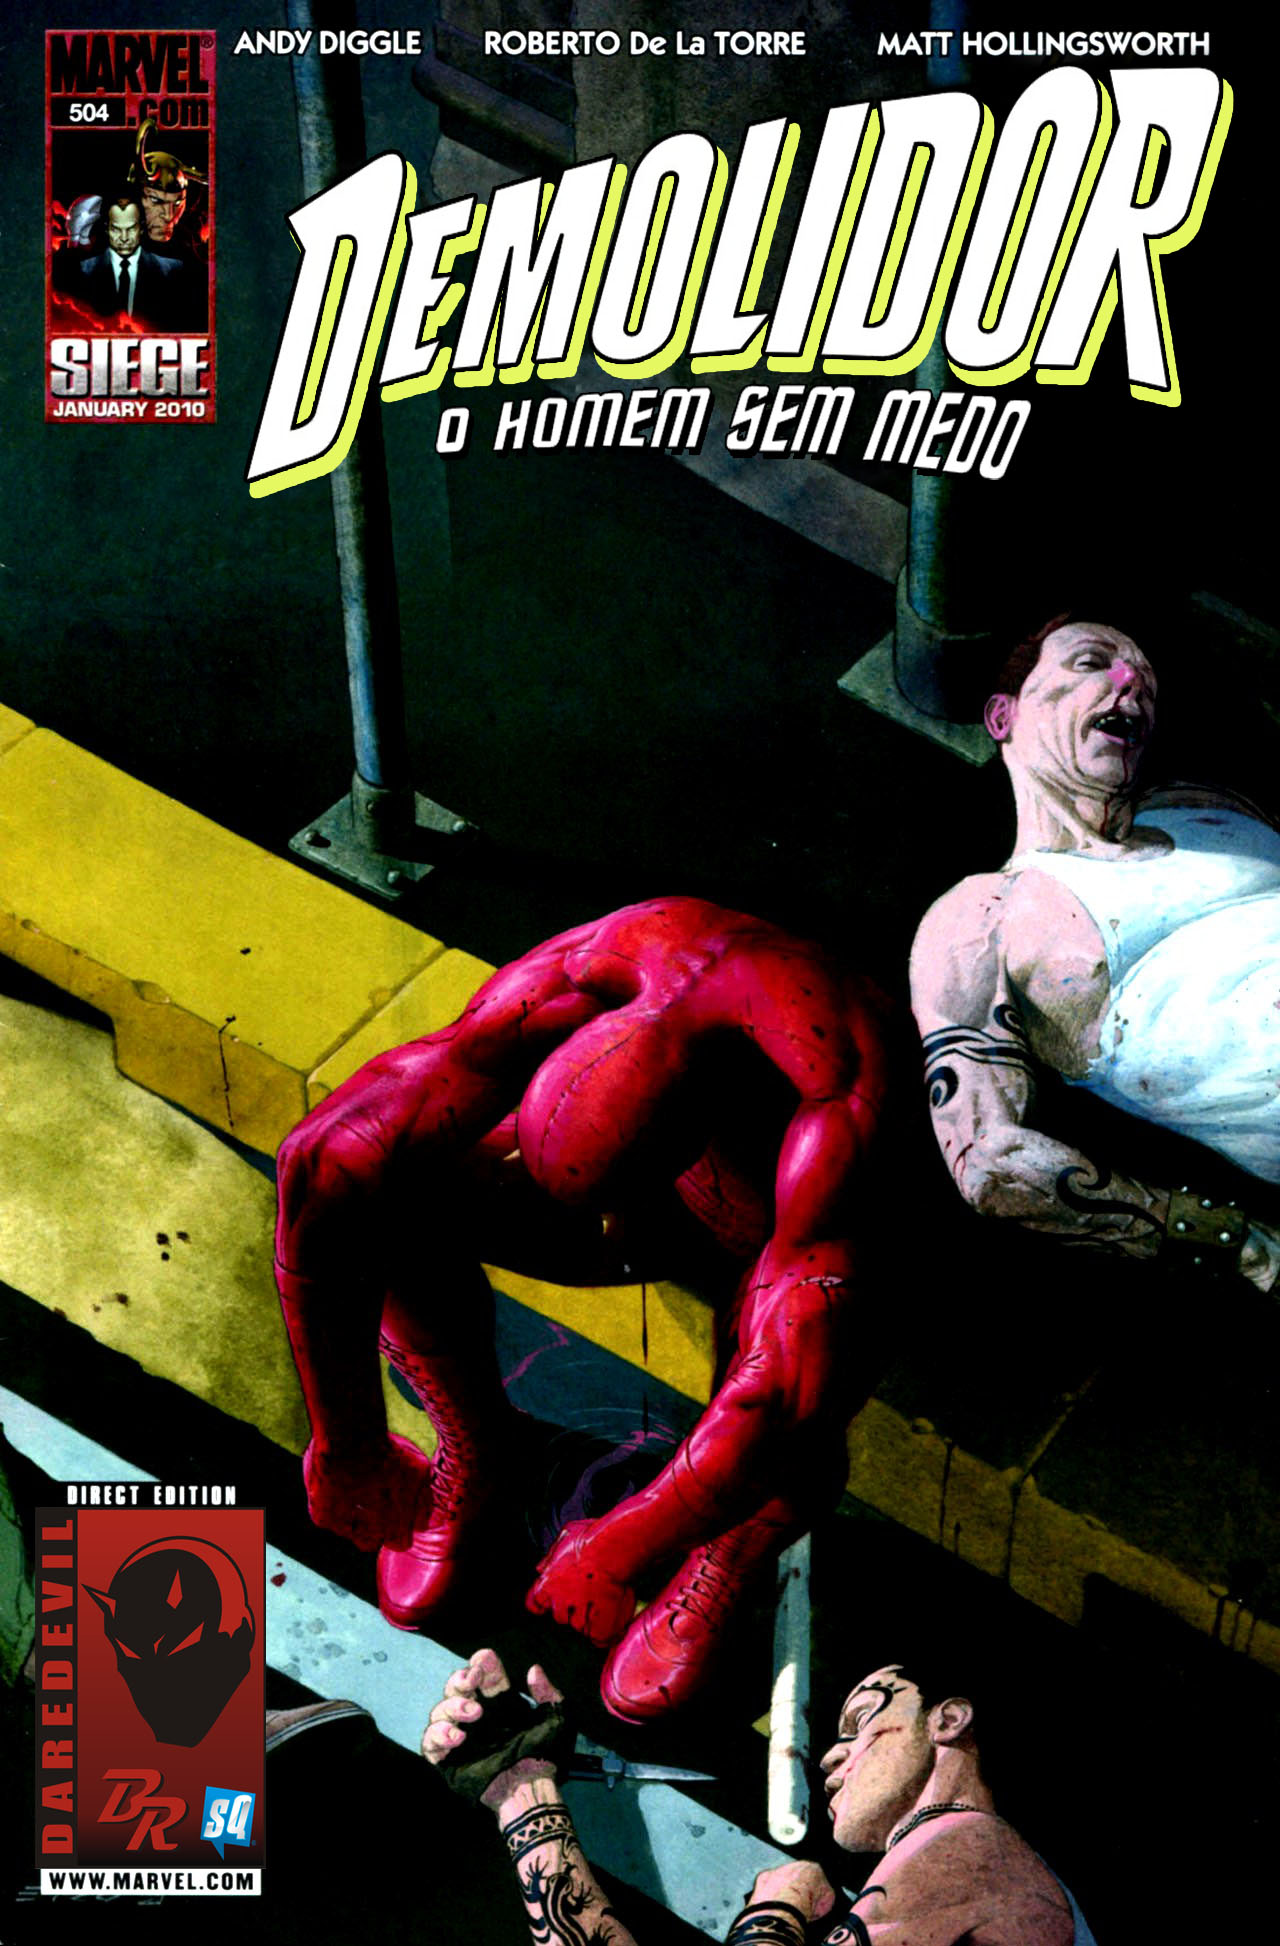 ANDY DIGGLE ROBERTO De La TORRE MATT HOLLINGSWORTH
MARVEL®
504 .com
DEMOLIDOR
O HOMEM SEM MEDO
SIEGE
JANUARY 2010
DIRECT EDITION
DAREDEVIL
BR
SQ
WWW.MARVEL.COM